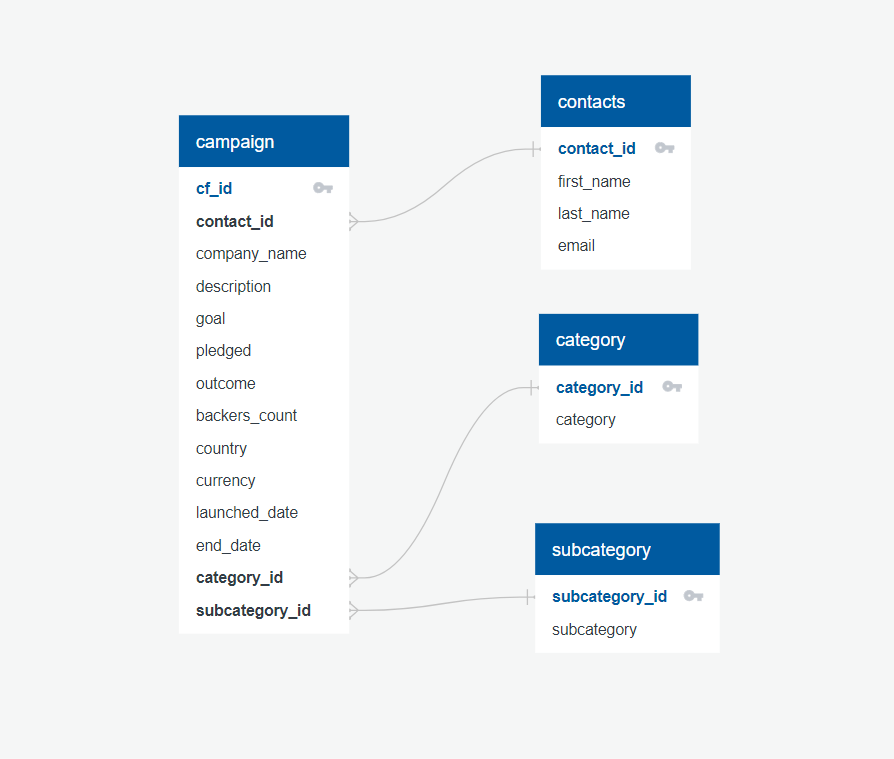 campaign
cf_id
contact_id
company_name
description
goal
pledged
outcome
backers_count
country
currency
launched_date
end_date
category_id
subcategory_id
contacts
contact_id
first_name
last_name
email
category
category_id
category
subcategory
subcategory_id
subcategory